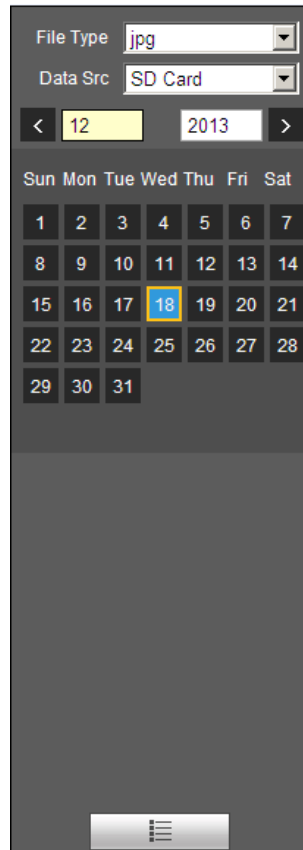 File Type jpg
Data Src SD Card
< 12 2013 >
Sun Mon Tue Wed Thu Fri Sat
1 2 3 4 5 6 7
8 9 10 11 12 13 14
15 16 17 18 19 20 21
22 23 24 25 26 27 28
29 30 31